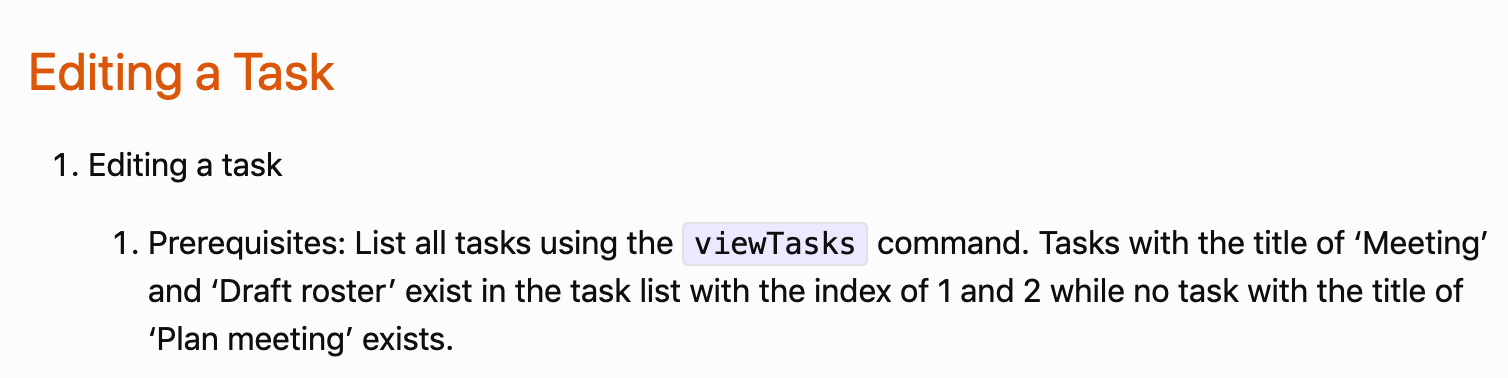 Editing a Task
1. Editing a task
1. Prerequisites: List all tasks using the viewTasks command. Tasks with the title of ‘Meeting’
and ‘Draft roster’ exist in the task list with the index of 1 and 2 while no task with the title of
‘Plan meeting’ exists.